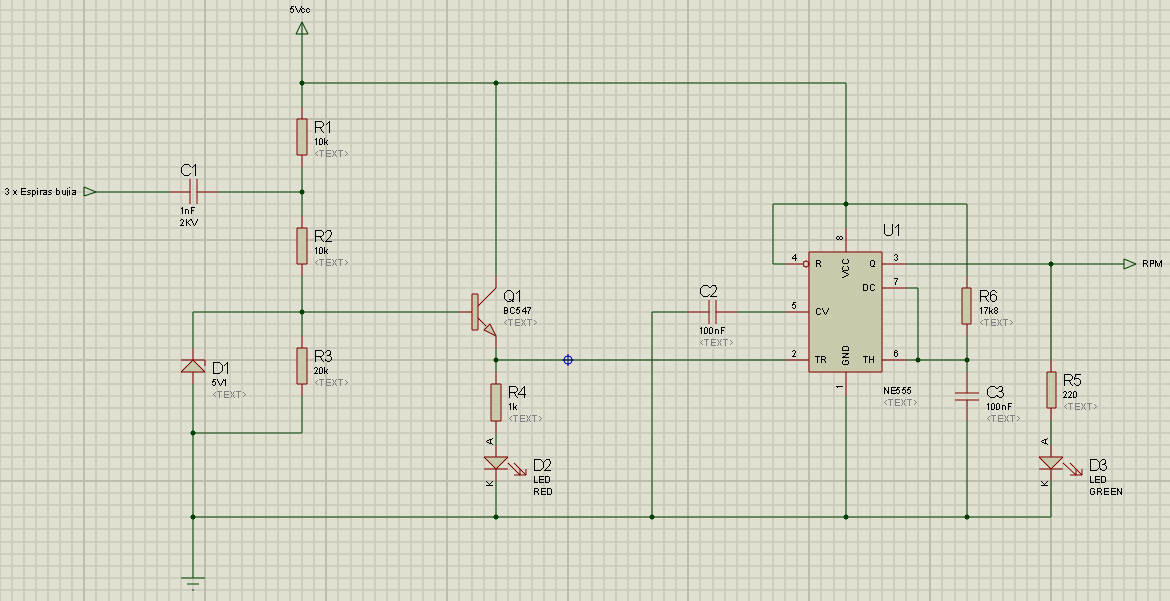 5Vcc
R1
10k
<TEXT>
C1
3 x Espiras bujia
1nF
2KV
R2
10k
<TEXT>
Q1
BC547
<TEXT>
D1
5V1
<TEXT>
R3
20k
<TEXT>
R4
1k
<TEXT>
A
K
D2
LED
RED
C2
100nF
<TEXT>
U1
8
VCC
4
R
Q
3
DC
7
5
CV
2
TR
GND
TH
6
1
NE555
<TEXT>
R6
17k8
<TEXT>
C3
100nF
<TEXT>
RPM
R5
220
<TEXT>
A
K
D3
LED
GREEN